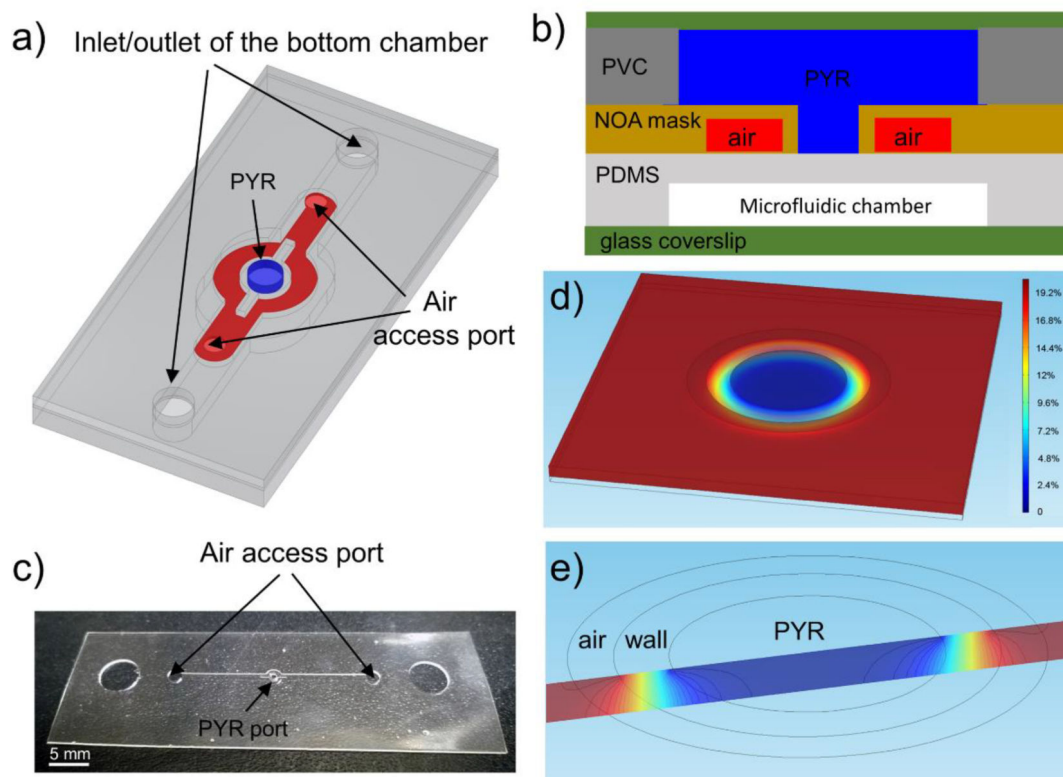 a)
Inlet/outlet of the bottom chamber
PYR
Air
access port
b)
PVC
PYR
NOA mask
air
air
PDMS
Microfluidic chamber
glass coverslip
c)
Air access port
PYR port
5 mm
d)
19.2%
16.8%
14.4%
12%
9.6%
7.2%
4.8%
2.4%
0
e)
air
wall
PYR